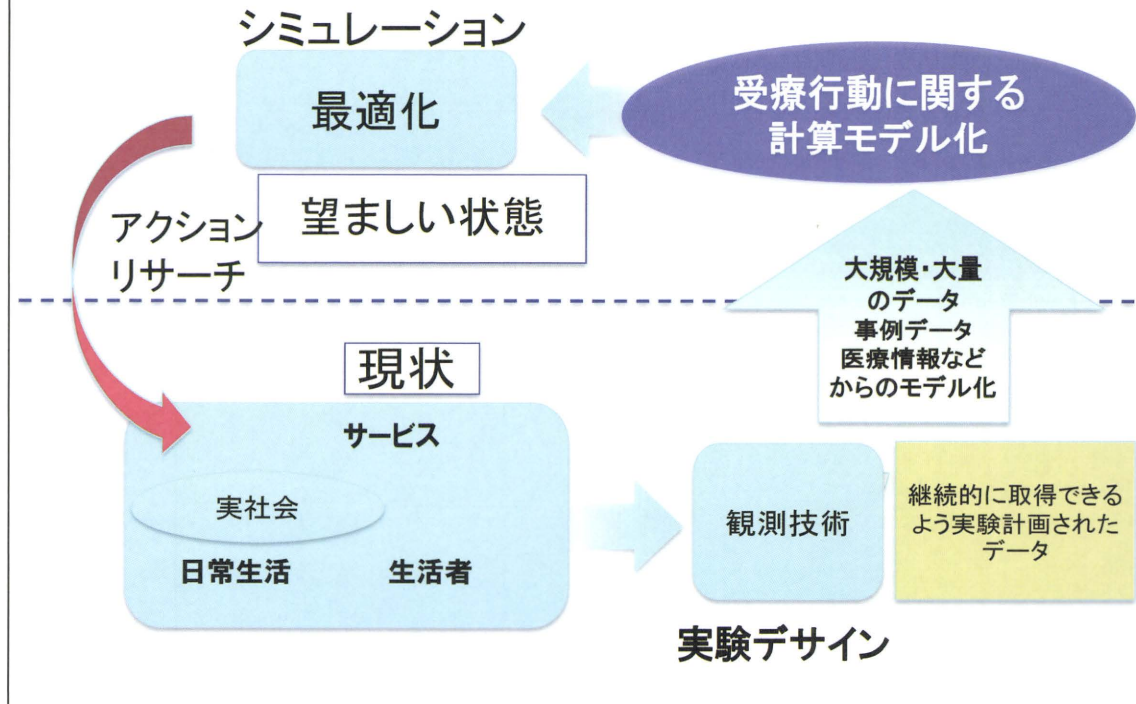 シミュレーション
最適化
受療行動に関する
計算モデル化
望ましい状態
アクション
リサーチ
大規模・大量
のデータ
事例データ
医療情報など
からのモデル化
現状
サービス
実社会
日常生活
生活者
観測技術
継続的に取得できる
よう実験計画された
データ
実験デザイン